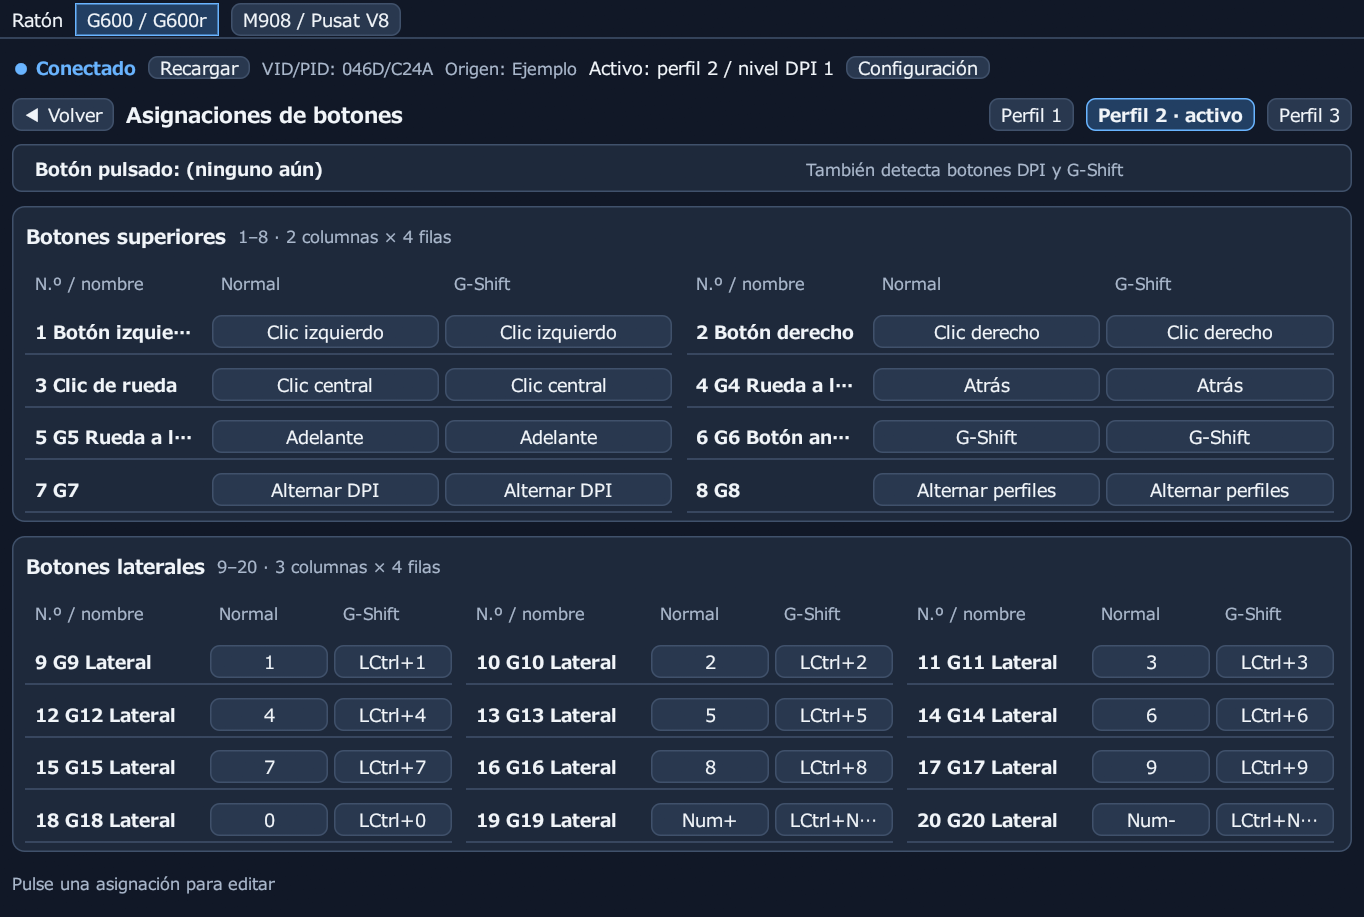 Ratón G600 / G600r M908 / Pusat V8
Conectado Recargar VID/PID: 046D/C24A Origen: Ejemplo Activo: perfil 2 / nivel DPI 1 Configuración
◀ Volver Asignaciones de botones Perfil 1 Perfil 2 · activo Perfil 3
Botón pulsado: (ninguno aún) También detecta botones DPI y G-Shift
Botones superiores 1–8 · 2 columnas × 4 filas
N.º / nombre Normal G-Shift N.º / nombre Normal G-Shift
1 Botón izquie··· Clic izquierdo Clic izquierdo 2 Botón derecho Clic derecho Clic derecho
3 Clic de rueda Clic central Clic central 4 G4 Rueda a l··· Atrás Atrás
5 G5 Rueda a l··· Adelante Adelante 6 G6 Botón an··· G-Shift G-Shift
7 G7 Alternar DPI Alternar DPI 8 G8 Alternar perfiles Alternar perfiles
Botones laterales 9–20 · 3 columnas × 4 filas
N.º / nombre Normal G-Shift N.º / nombre Normal G-Shift N.º / nombre Normal G-Shift
9 G9 Lateral 1 LCtrl+1 10 G10 Lateral 2 LCtrl+2 11 G11 Lateral 3 LCtrl+3
12 G12 Lateral 4 LCtrl+4 13 G13 Lateral 5 LCtrl+5 14 G14 Lateral 6 LCtrl+6
15 G15 Lateral 7 LCtrl+7 16 G16 Lateral 8 LCtrl+8 17 G17 Lateral 9 LCtrl+9
18 G18 Lateral 0 LCtrl+0 19 G19 Lateral Num+ LCtrl+N··· 20 G20 Lateral Num- LCtrl+N···
Pulse una asignación para editar